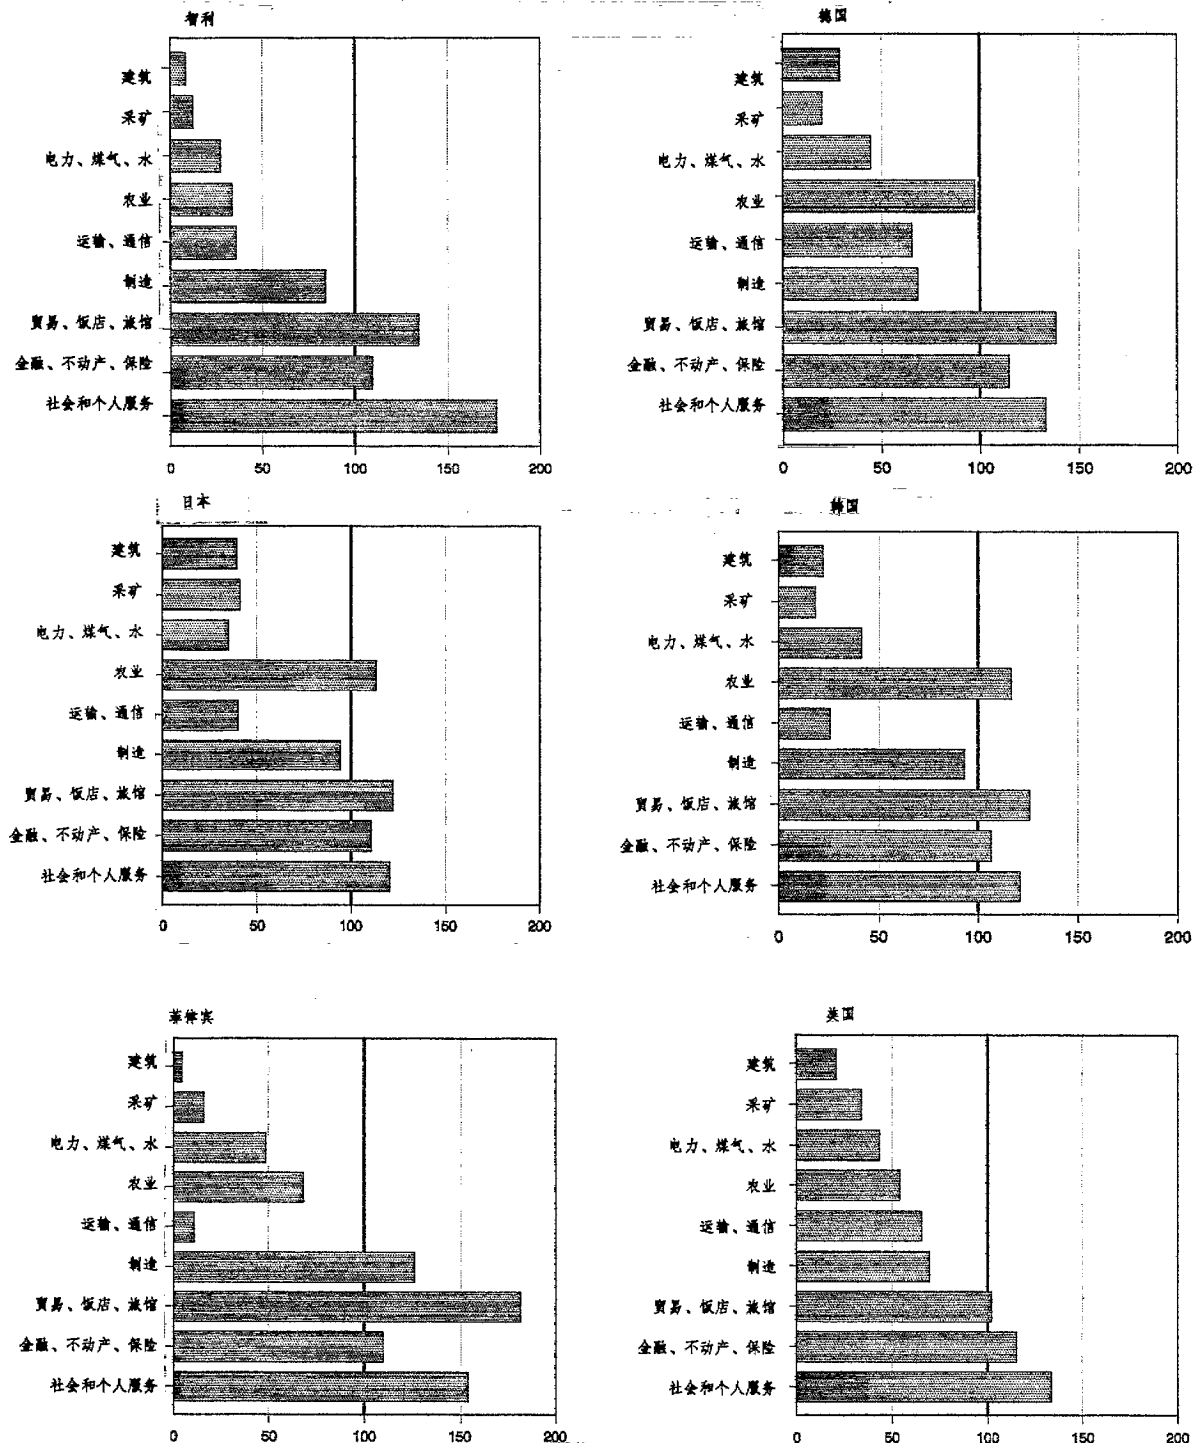 智利
建筑
采矿
电力、煤气、水
农业
运输、通信
制造
贸易、饭店、旅馆
金融、不动产、保险
社会和个人服务
0 50 100 150 200
德国
建筑
采矿
电力、煤气、水
农业
运输、通信
制造
贸易、饭店、旅馆
金融、不动产、保险
社会和个人服务
0 50 100 150 200
日本
建筑
采矿
电力、煤气、水
农业
运输、通信
制造
贸易、饭店、旅馆
金融、不动产、保险
社会和个人服务
0 50 100 150 200
韩国
建筑
采矿
电力、煤气、水
农业
运输、通信
制造
贸易、饭店、旅馆
金融、不动产、保险
社会和个人服务
0 50 100 150 200
菲律宾
建筑
采矿
电力、煤气、水
农业
运输、通信
制造
贸易、饭店、旅馆
金融、不动产、保险
社会和个人服务
0 50 100 150 200
美国
建筑
采矿
电力、煤气、水
农业
运输、通信
制造
贸易、饭店、旅馆
金融、不动产、保险
社会和个人服务
0 50 100 150 200